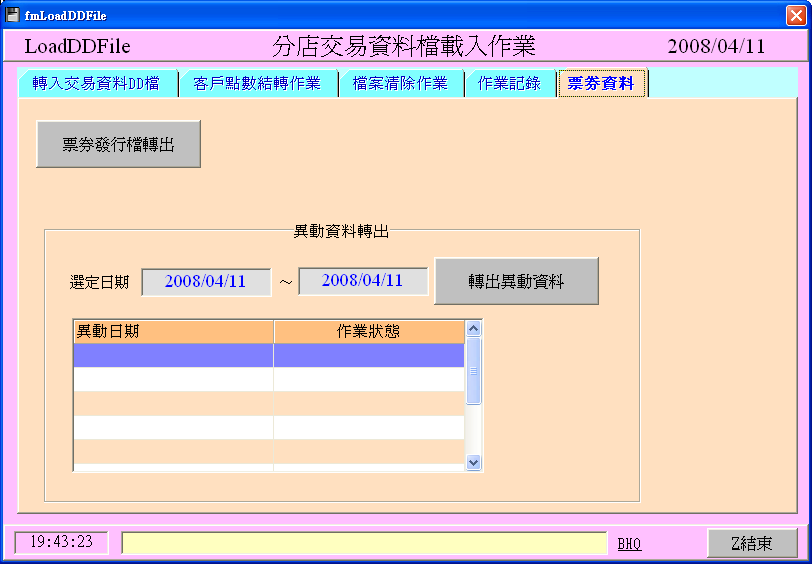 fmLoadDDFile
LoadDDFile 分店交易資料檔載入作業 2008/04/11
轉入交易資料DD檔 客戶點數結轉作業 檔案清除作業 作業記錄 票券資料
票券發行檔轉出
異動資料轉出
選定日期 2008/04/11 ~ 2008/04/11 轉出異動資料
異動日期 作業狀態
19:43:23 BHQ Z結束